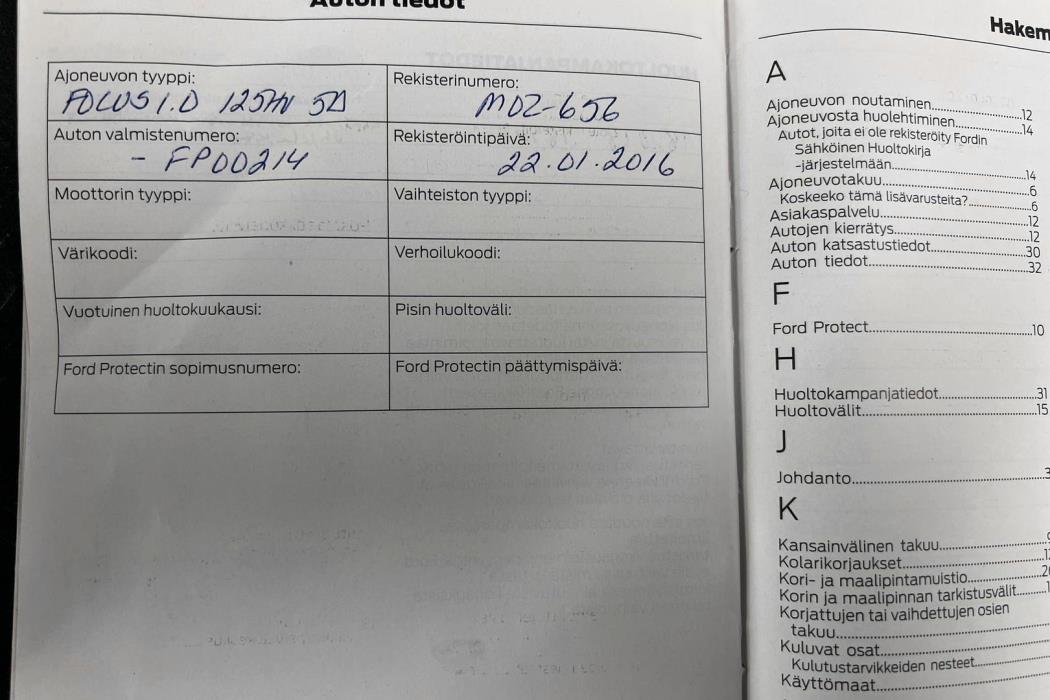 Auton tiedot
Ajoneuvon tyyppi:
FOCUS 1.0 125HV 5D
Rekisterinumero:
MOZ-656
Auton valmistenumero:
- FP00214
Rekisteröintipäivä:
22.01.2016
Moottorin tyyppi:
Vaihteiston tyyppi:
Värikoodi:
Verhoilukoodi:
Vuotuinen huoltokuukausi:
Pisin huoltoväli:
Ford Protectin sopimusnumero:
Ford Protectin päättymispäivä:
Hakem
A
Ajoneuvon noutaminen..........12
Ajoneuvosta huolehtiminen..........14
Autot, joita ei ole rekisteröity Fordin
Sähköinen Huoltokirja
-järjestelmään..........14
Ajoneuvotakuu..........6
Koskeeko tämä lisävarusteita?..........6
Asiakaspalvelu..........12
Autojen kierrätys..........12
Auton katsastustiedot..........30
Auton tiedot..........32
F
Ford Protect..........10
H
Huoltokampanjatiedot..........31
Huoltovälit..........15
J
Johdanto..........3
K
Kansainvälinen takuu..........
Kolarikorjaukset..........
Kori- ja maalipintamuistio..........
Korin ja maalipinnan tarkistusvälit..........
Korjattujen tai vaihdettujen osien
takuu..........
Kuluvat osat..........
Kulutustarvikkeiden nesteet..........
Käyttömaat..........